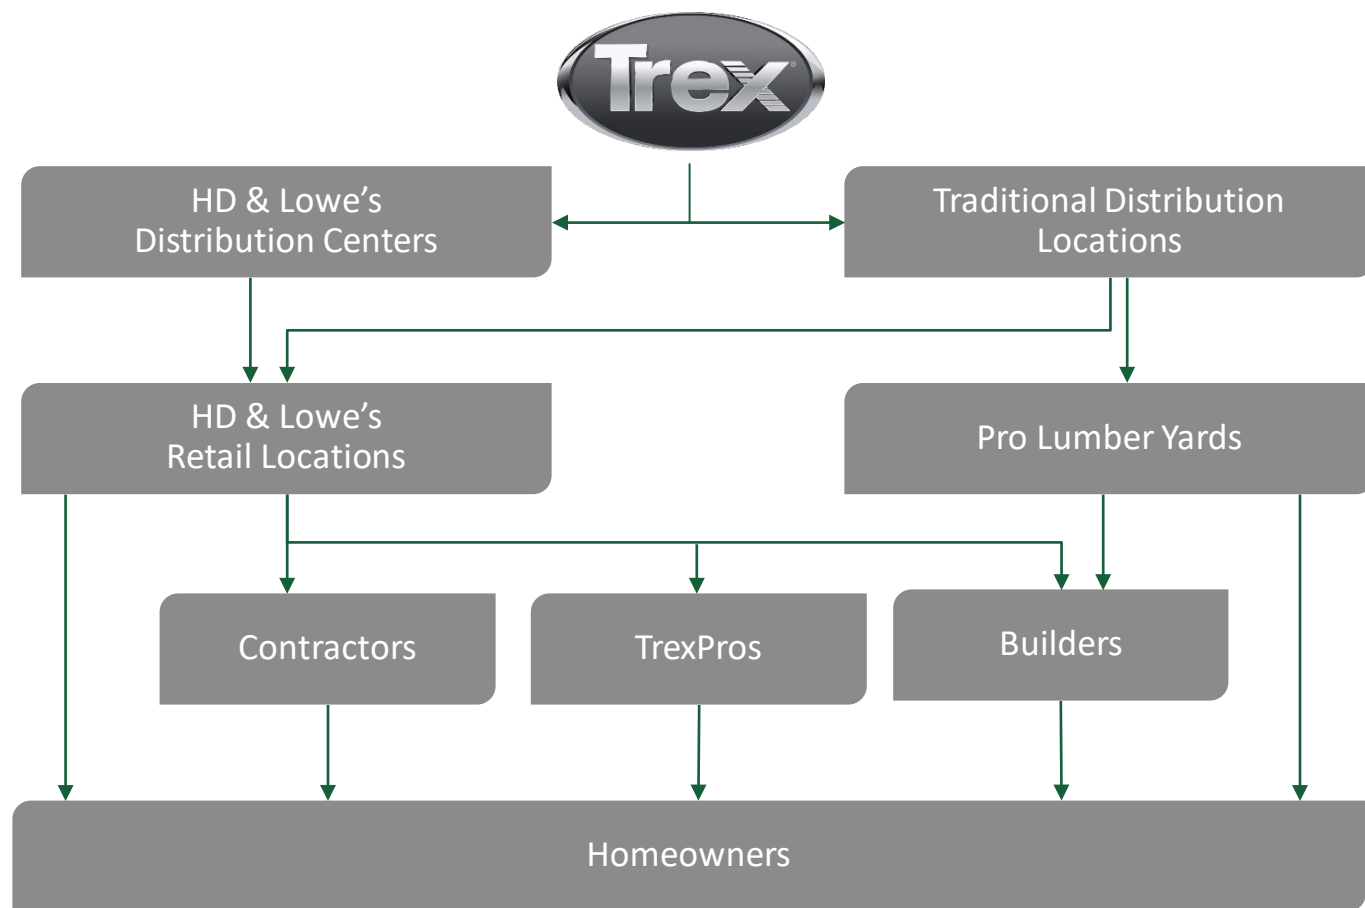 Trex
HD & Lowe’s
Distribution Centers
Traditional Distribution
Locations
HD & Lowe’s
Retail Locations
Pro Lumber Yards
Contractors
TrexPros
Builders
Homeowners